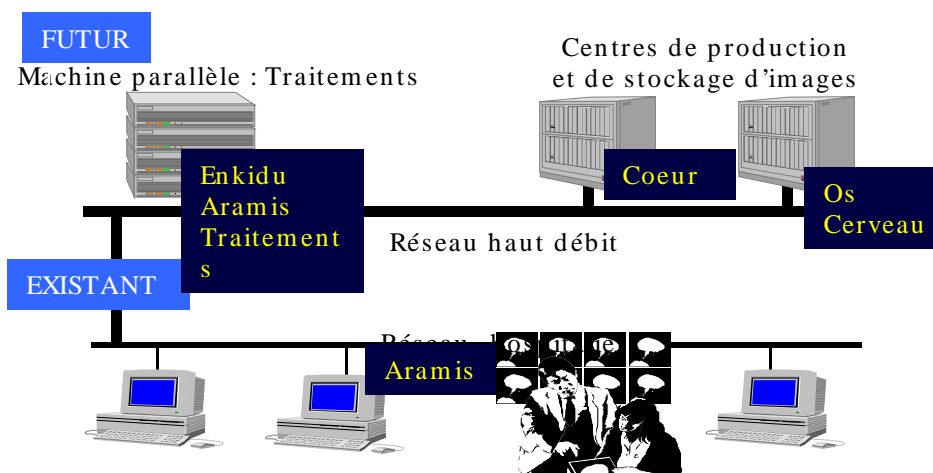 FUTUR
Machine parallèle : Traitements
Centres de production
et de stockage d’images
Enkidu
Aramis
Traitement
s
Coeur
Os
Cerveau
Réseau haut débit
EXISTANT
Réseau
Aramis